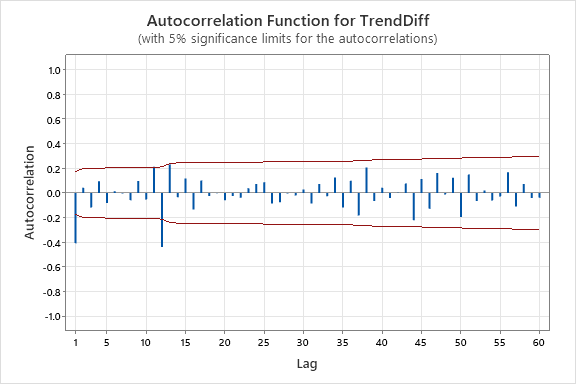 Autocorrelation Function for TrendDiff
(with 5% significance limits for the autocorrelations)
1.0
0.8
0.6
0.4
0.2
0.0
-0.2
-0.4
-0.6
-0.8
-1.0
Autocorrelation
1 5 10 15 20 25 30 35 40 45 50 55 60
Lag